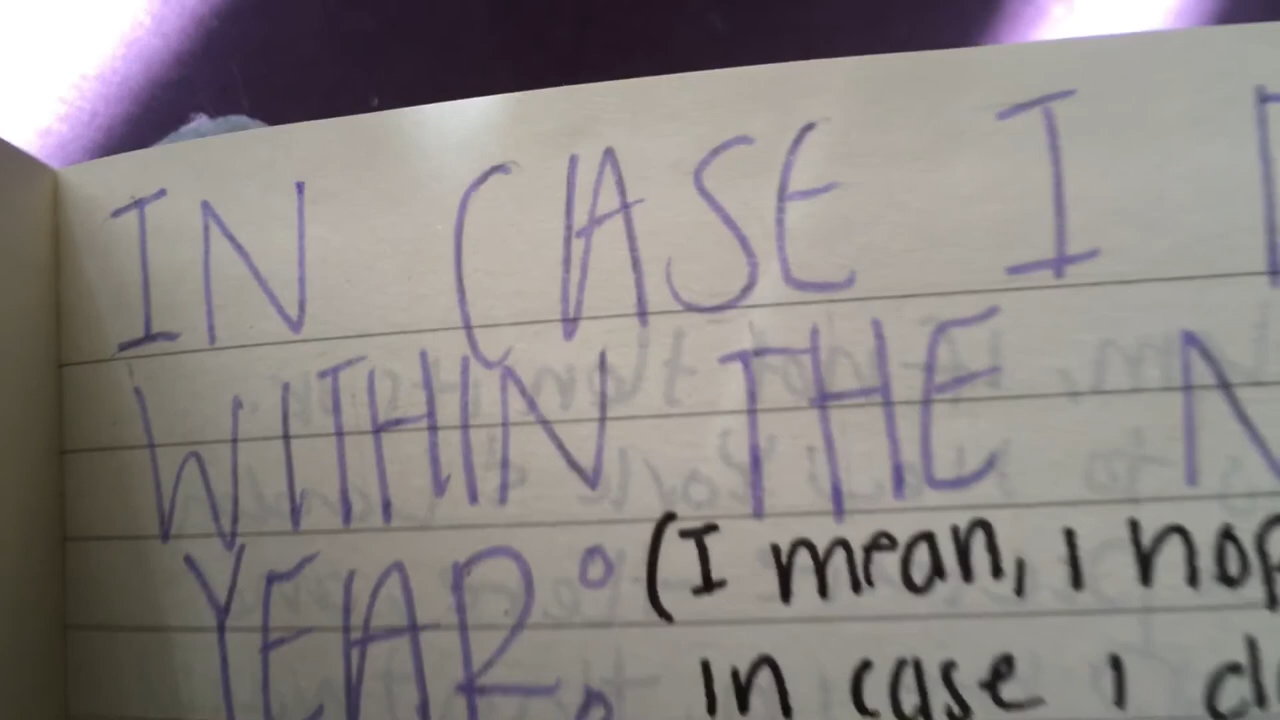 IN CASE I
WITHIN THE N
YEAR: (I mean, i hop
in case i d